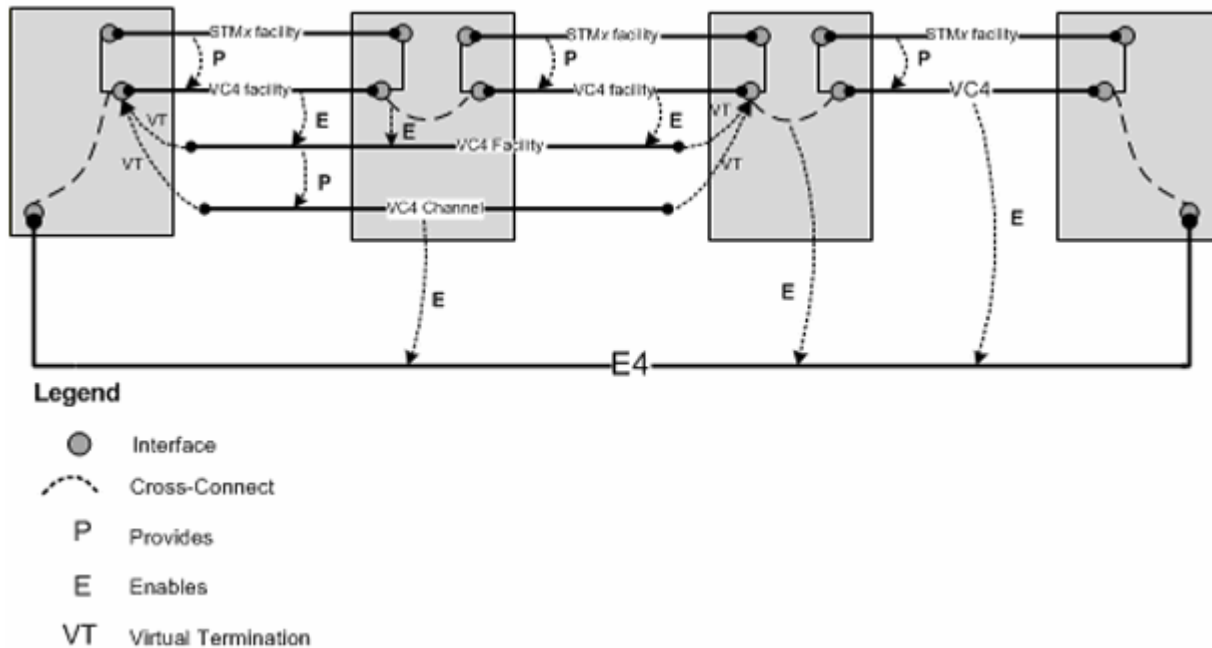 STMx facility
STMx facility
STMx facility
P
P
P
VC4 facility
VC4 facility
VC4
VT
E
E
E
VT
VC4 Facility
VT
P
VT
VC4 Channel
E
E
E
E4
Legend
Interface
Cross-Connect
P Provides
E Enables
VT Virtual Termination